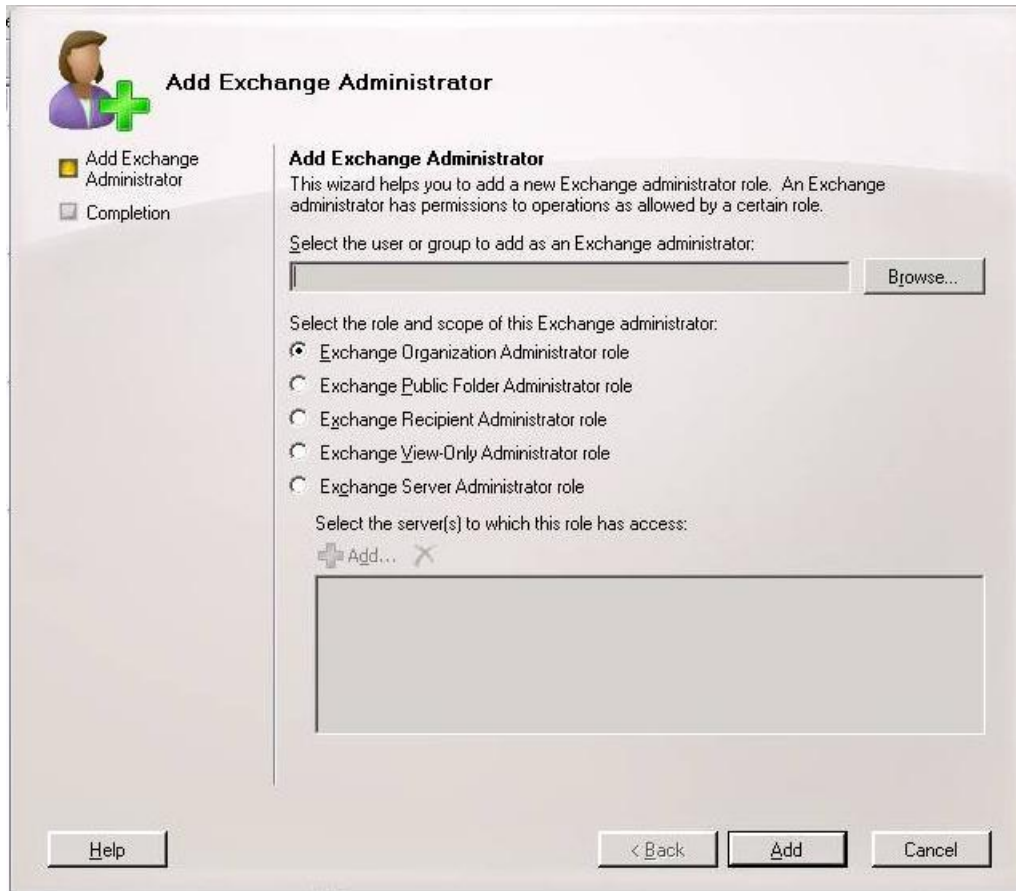 Add Exchange Administrator
Add Exchange
Administrator
Completion
Add Exchange Administrator
This wizard helps you to add a new Exchange administrator role. An Exchange
administrator has permissions to operations as allowed by a certain role.
Select the user or group to add as an Exchange administrator:
Browse...
Select the role and scope of this Exchange administrator:
Exchange Organization Administrator role
Exchange Public Folder Administrator role
Exchange Recipient Administrator role
Exchange View-Only Administrator role
Exchange Server Administrator role
Select the server(s) to which this role has access:
Add...
Help
< Back
Add
Cancel